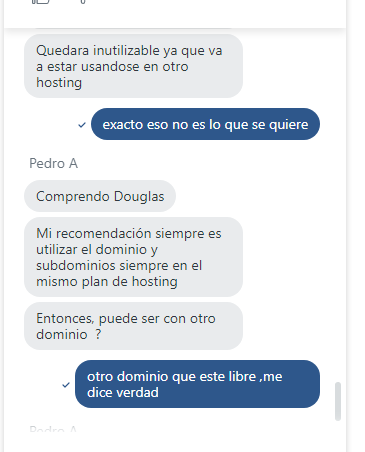 Quedara inutilizable ya que va
a estar usandose en otro
hosting
exacto eso no es lo que se quiere
Pedro A
Comprendo Douglas
Mi recomendación siempre es
utilizar el dominio y
subdominios siempre en el
mismo plan de hosting
Entonces, puede ser con otro
dominio ?
otro dominio que este libre ,me
dice verdad
Pedro A